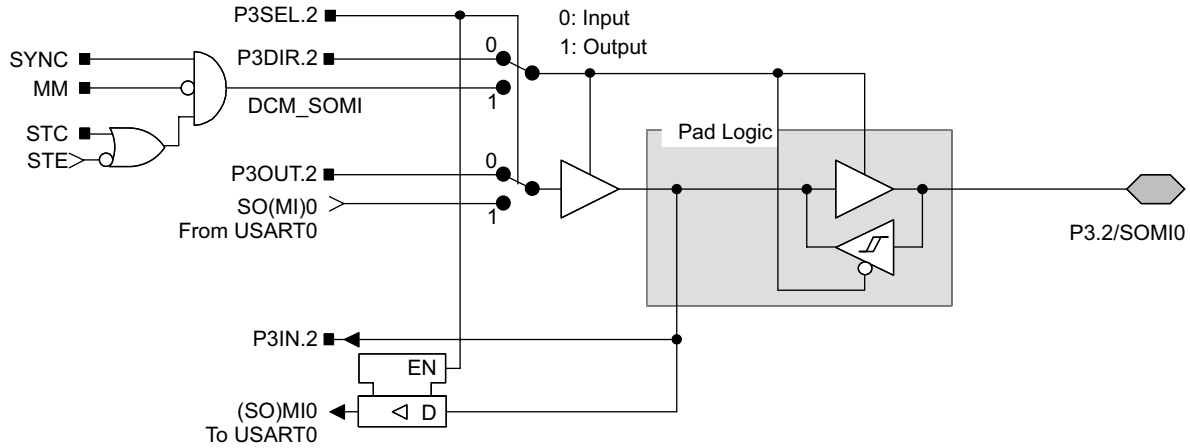 P3SEL.2
0: Input
1: Output
SYNC
P3DIR.2
0
MM
1
DCM_SOMI
STC
STE
Pad Logic
P3OUT.2
0
SO(MI)0
1
From USART0
P3.2/SOMI0
P3IN.2
EN
(SO)MI0
D
To USART0